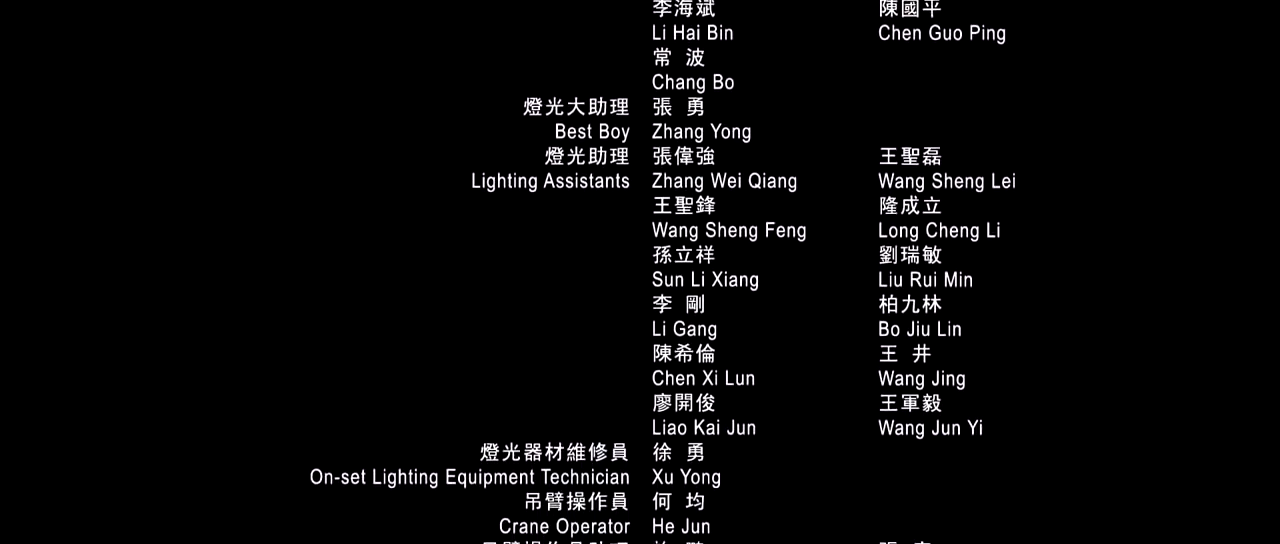 李海斌 陳國平
Li Hai Bin Chen Guo Ping
常 波
Chang Bo
燈光大助理 張 勇
Best Boy Zhang Yong
燈光助理 張偉強 王聖磊
Lighting Assistants Zhang Wei Qiang Wang Sheng Lei
王聖鋒 隆成立
Wang Sheng Feng Long Cheng Li
孫立祥 劉瑞敏
Sun Li Xiang Liu Rui Min
李 剛 柏九林
Li Gang Bo Jiu Lin
陳希倫 王 井
Chen Xi Lun Wang Jing
廖開俊 王軍毅
Liao Kai Jun Wang Jun Yi
燈光器材維修員 徐 勇
On-set Lighting Equipment Technician Xu Yong
吊臂操作員 何 均
Crane Operator He Jun